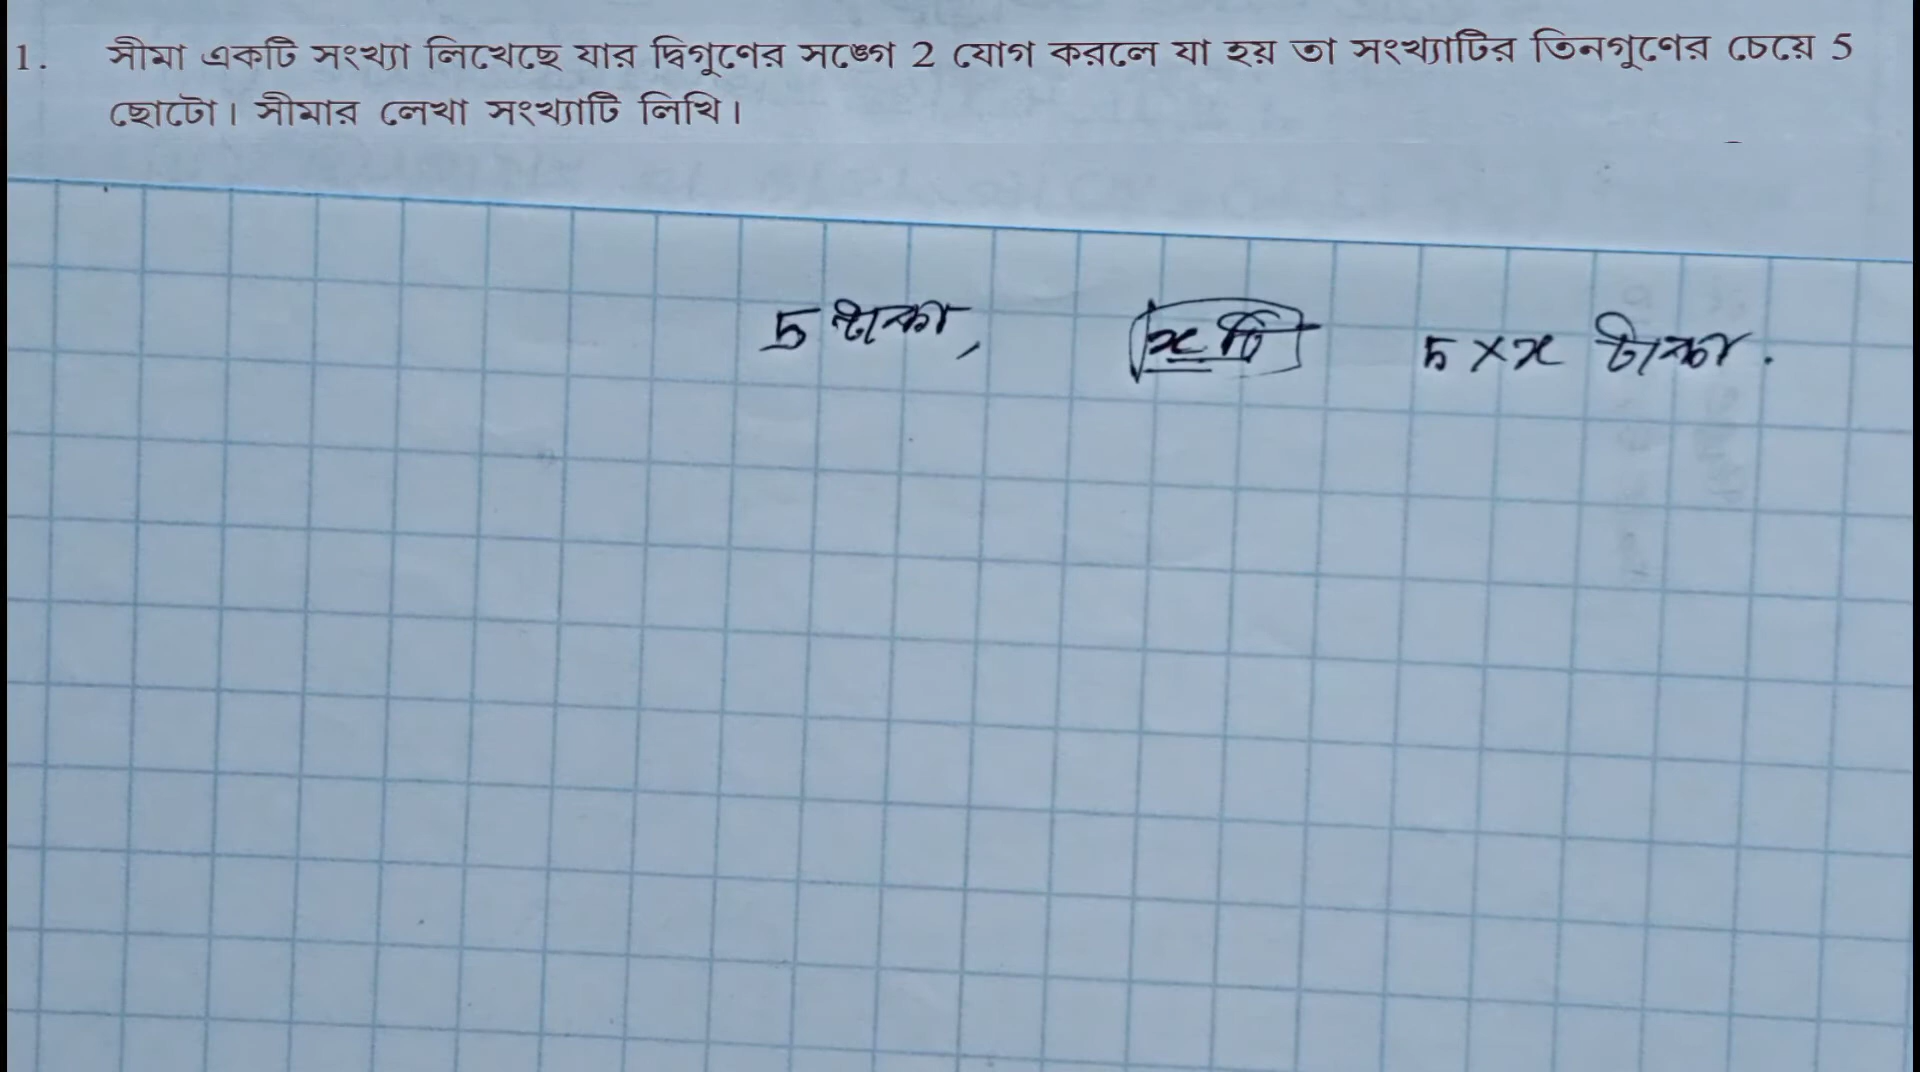 1. সীমা একটি সংখ্যা লিখেছে যার দ্বিগুণের সঙ্গে 2 যোগ করলে যা হয় তা সংখ্যাটির তিনগুণের চেয়ে 5
ছোটো। সীমার লেখা সংখ্যাটি লিখি।
5 টাকা, x টি 5 × x টাকা.